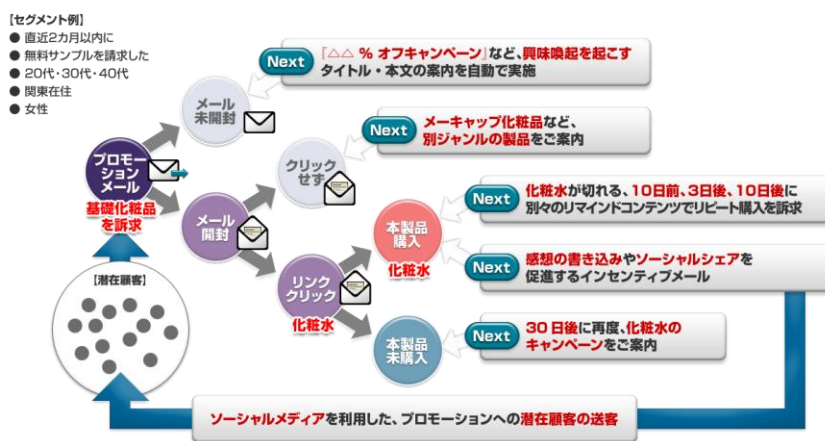 【セグメント例】
● 直近2カ月以内に
● 無料サンプルを請求した
● 20代・30代・40代
● 関東在住
● 女性
Next
『△△ % オフキャンペーン』など、興味喚起を起こす
タイトル・本文の案内を自動で実施
メール
未開封
Next
メーキャップ化粧品など、
別ジャンルの製品をご案内
プロモー
ション
メール
基礎化粧品
を訴求
クリック
せず
メール
開封
Next
化粧水が切れる、10日前、3日後、10日後に
別々のリマインドコンテンツでリピート購入を訴求
本製品
購入
化粧水
Next
感想の書き込みやソーシャルシェアを
促進するインセンティブメール
リンク
クリック
化粧水
【潜在顧客】
Next
30 日後に再度、化粧水の
キャンペーンをご案内
本製品
未購入
ソーシャルメディアを利用した、プロモーションへの潜在顧客の送客